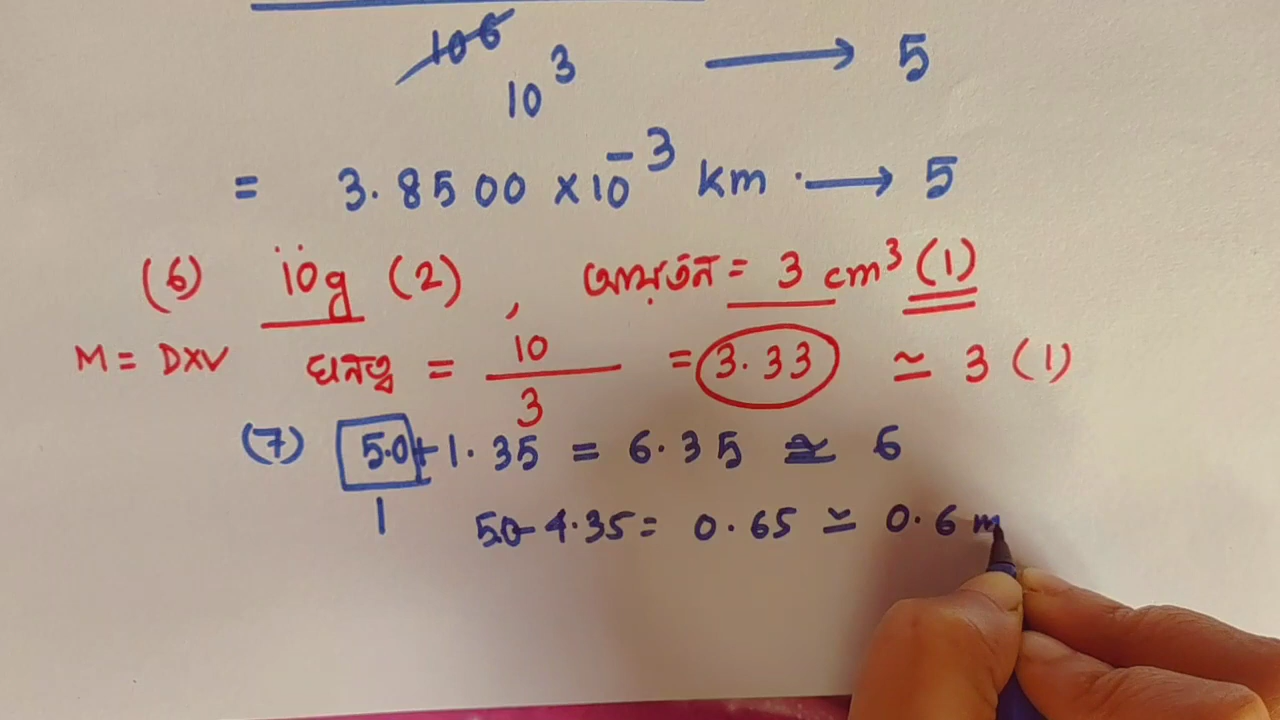 106
10³ → 5
= 3.8500 ×10⁻³ km. → 5
(6) 10g (2), আয়তন = 3 cm³ (1)
M = D×V ঘনত্ব = 10/3 = 3.33 ≃ 3 (1)
(7) 5.0+1.35 = 6.35 ≅ 6
1
5.0-4.35= 0.65 ≃ 0.6 m